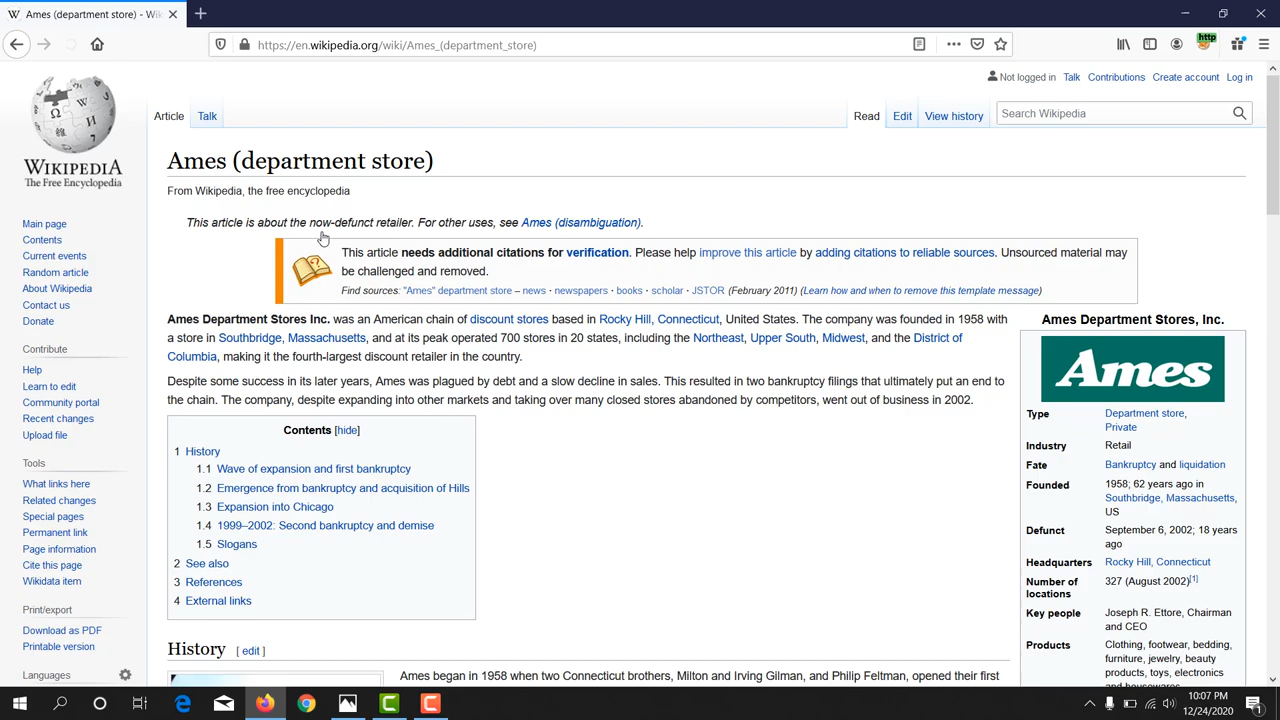 Ames (department store) - Wik
https://en.wikipedia.org/wiki/Ames_(department_store)
http
Not logged in Talk Contributions Create account Log in
Article Talk Read Edit View history Search Wikipedia
WIKIPEDIA
The Free Encyclopedia
Main page
Contents
Current events
Random article
About Wikipedia
Contact us
Donate
Contribute
Help
Learn to edit
Community portal
Recent changes
Upload file
Tools
What links here
Related changes
Special pages
Permanent link
Page information
Cite this page
Wikidata item
Print/export
Download as PDF
Printable version
Languages
Ames (department store)
From Wikipedia, the free encyclopedia
This article is about the now-defunct retailer. For other uses, see Ames (disambiguation).
This article needs additional citations for verification. Please help improve this article by adding citations to reliable sources. Unsourced material may
be challenged and removed.
Find sources: "Ames" department store – news · newspapers · books · scholar · JSTOR (February 2011) (Learn how and when to remove this template message)
Ames Department Stores Inc. was an American chain of discount stores based in Rocky Hill, Connecticut, United States. The company was founded in 1958 with
a store in Southbridge, Massachusetts, and at its peak operated 700 stores in 20 states, including the Northeast, Upper South, Midwest, and the District of
Columbia, making it the fourth-largest discount retailer in the country.
Despite some success in its later years, Ames was plagued by debt and a slow decline in sales. This resulted in two bankruptcy filings that ultimately put an end to
the chain. The company, despite expanding into other markets and taking over many closed stores abandoned by competitors, went out of business in 2002.
Contents [hide]
1 History
1.1 Wave of expansion and first bankruptcy
1.2 Emergence from bankruptcy and acquisition of Hills
1.3 Expansion into Chicago
1.4 1999–2002: Second bankruptcy and demise
1.5 Slogans
2 See also
3 References
4 External links
History [ edit ]
Ames began in 1958 when two Connecticut brothers, Milton and Irving Gilman, and Philip Feltman, opened their first
Ames Department Stores, Inc.
Ames
Type Department store,
Private
Industry Retail
Fate Bankruptcy and liquidation
Founded 1958; 62 years ago in
Southbridge, Massachusetts,
US
Defunct September 6, 2002; 18 years
ago
Headquarters Rocky Hill, Connecticut
Number of 327 (August 2002)[1]
locations
Key people Joseph R. Ettore, Chairman
and CEO
Products Clothing, footwear, bedding,
furniture, jewelry, beauty
products, toys, electronics
and housewares
10:07 PM
12/24/2020
1